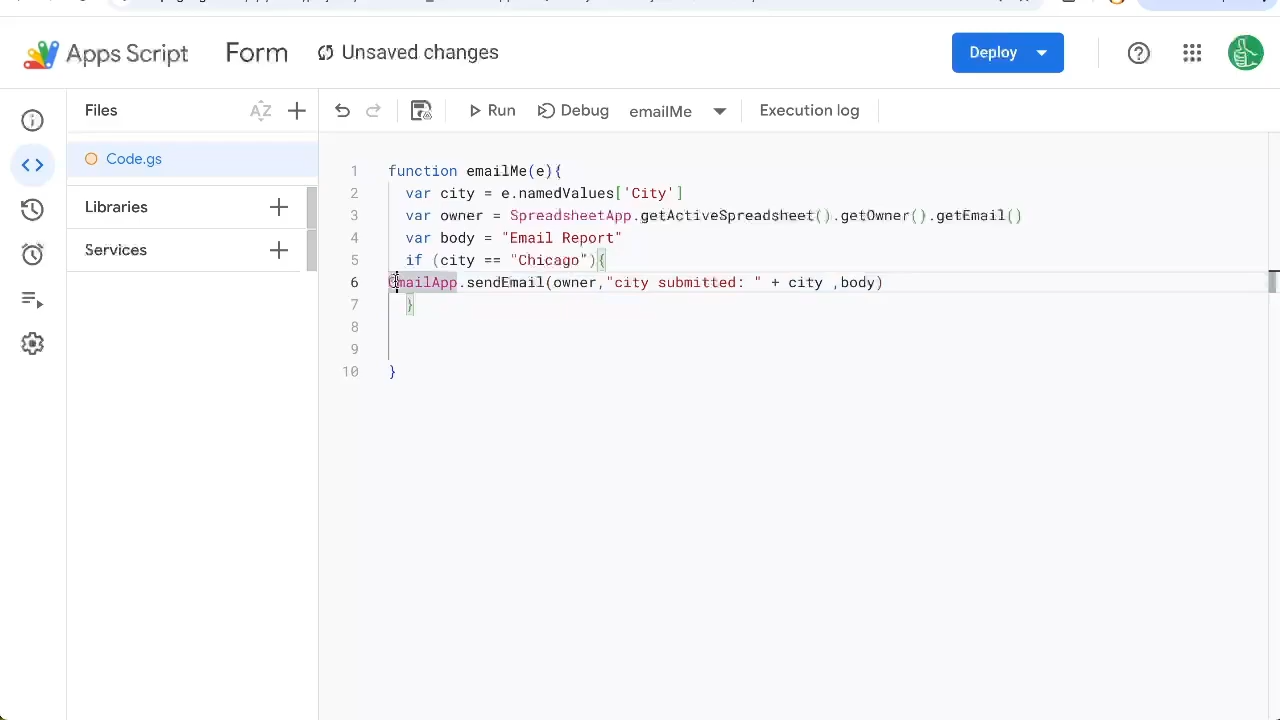 Apps Script Form Unsaved changes Deploy
Files AZ Run Debug emailMe Execution log
Code.gs
Libraries
Services
1 function emailMe(e){
2 var city = e.namedValues['City']
3 var owner = SpreadsheetApp.getActiveSpreadsheet().getOwner().getEmail()
4 var body = "Email Report"
5 if (city == "Chicago"){
6 GmailApp.sendEmail(owner,"city submitted: " + city ,body)
7 }
8
9
10 }